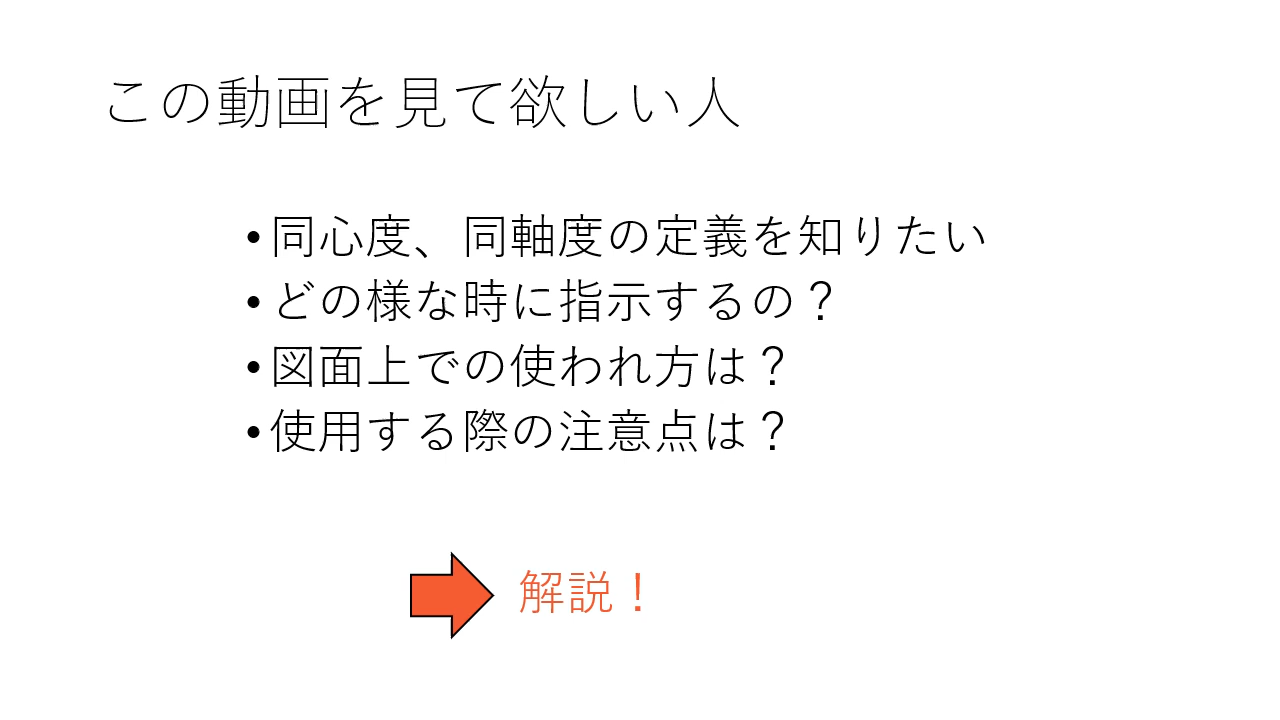 この動画を見て欲しい人
•同心度、同軸度の定義を知りたい
•どの様な時に指示するの？
•図面上での使われ方は？
•使用する際の注意点は？
解説！